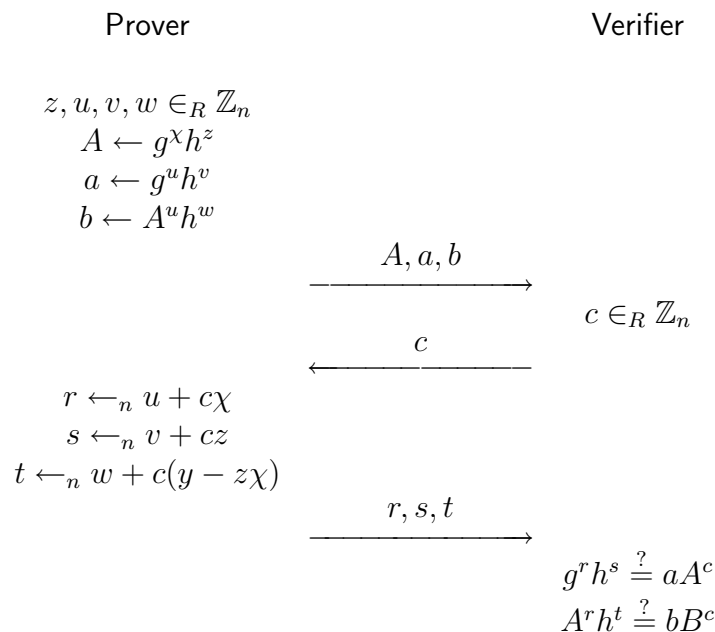 Prover Verifier
z, u, v, w ∈_R ℤ_n
A ← g^χ h^z
a ← g^u h^v
b ← A^u h^w
A, a, b
c ∈_R ℤ_n
c
r ←_n u + cχ
s ←_n v + cz
t ←_n w + c(y − zχ)
r, s, t
g^r h^s ≟ aA^c
A^r h^t ≟ bB^c